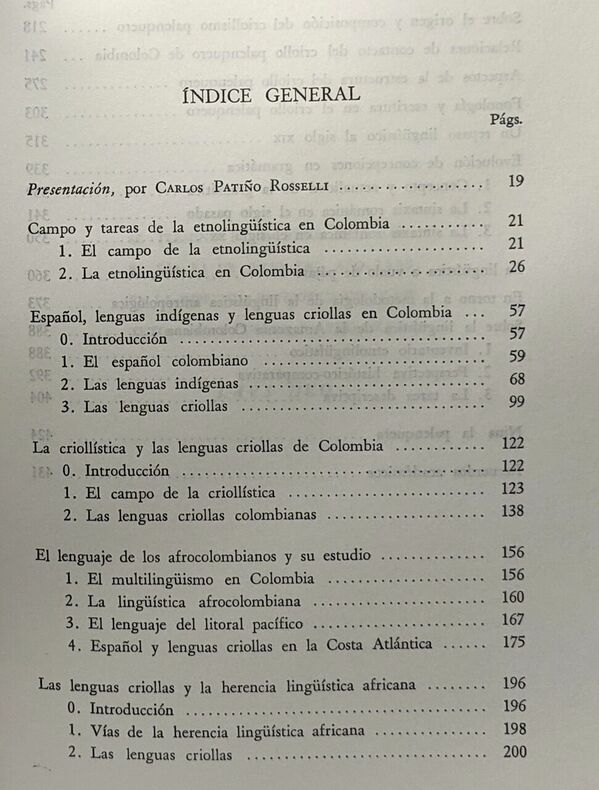 ÍNDICE GENERAL
Págs.
Presentación, por CARLOS PATIÑO ROSSELLI .................... 19
Campo y tareas de la etnolingüística en Colombia ............ 21
1. El campo de la etnolingüística ..................... 21
2. La etnolingüística en Colombia ..................... 26
Español, lenguas indígenas y lenguas criollas en Colombia ... 57
0. Introducción ....................................... 57
1. El español colombiano .............................. 59
2. Las lenguas indígenas .............................. 68
3. Las lenguas criollas ............................... 99
La criollística y las lenguas criollas de Colombia .......... 122
0. Introducción ....................................... 122
1. El campo de la criollística ........................ 123
2. Las lenguas criollas colombianas ................... 138
El lenguaje de los afrocolombianos y su estudio ............. 156
1. El multilingüismo en Colombia ...................... 156
2. La lingüística afrocolombiana ...................... 160
3. El lenguaje del litoral pacífico ................... 167
4. Español y lenguas criollas en la Costa Atlántica ...... 175
Las lenguas criollas y la herencia lingüística africana ........ 196
0. Introducción ....................................... 196
1. Vías de la herencia lingüística africana ........... 198
2. Las lenguas criollas ............................... 200